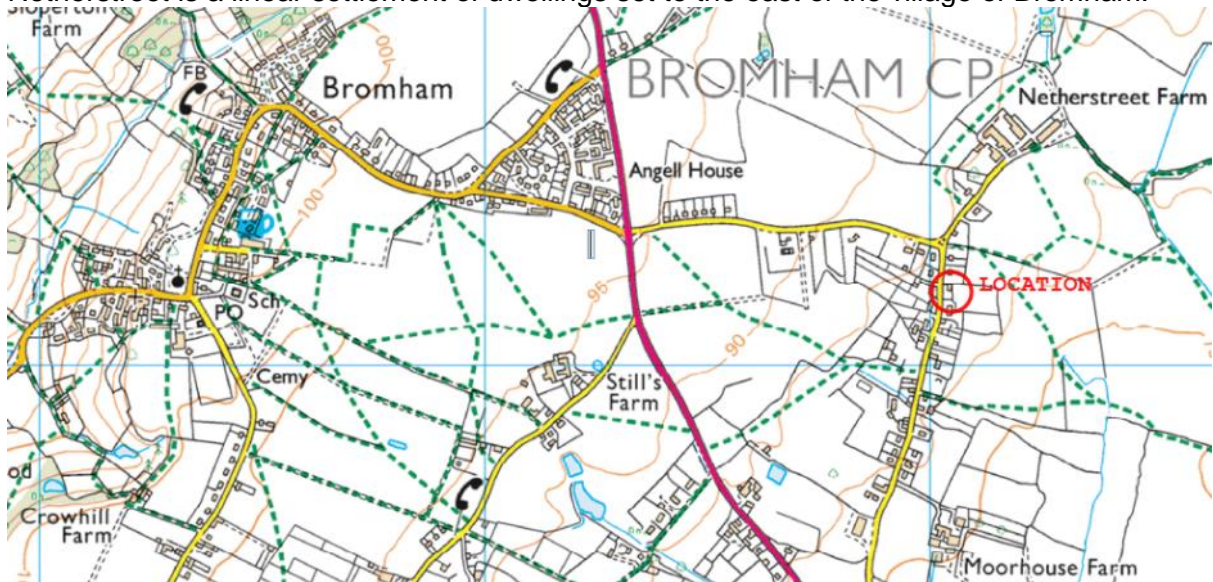 Netherstreet is a linear settlement of dwellings set to the east of the village of Bromham.
Farm
FB
Bromham
100
BROMHAM CP
Netherstreet Farm
Angell House
100
95
LOCATION
Sch
PO
90
Cemy
Still's
Farm
Crowhill
Farm
Moorhouse Farm